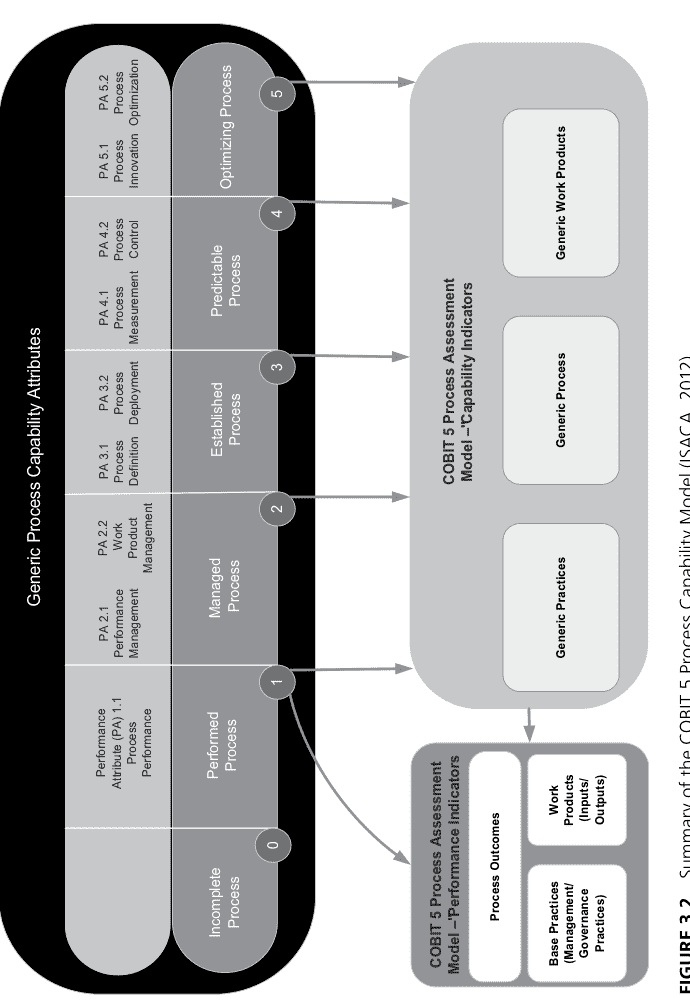 Generic Process Capability Attributes
Performance
Attribute (PA) 1.1
Process
Performance
PA 2.1
Performance
Management
PA 2.2
Work
Product
Management
PA 3.1
Process
Definition
PA 3.2
Process
Deployment
PA 4.1
Process
Measurement
PA 4.2
Process
Control
PA 5.1
Process
Innovation
PA 5.2
Process
Optimization
Incomplete
Process
Performed
Process
Managed
Process
Established
Process
Predictable
Process
Optimizing Process
0
1
2
3
4
5
COBIT 5 Process Assessment
Model –"Performance Indicators
Process Outcomes
Base Practices
(Management/
Governance
Practices)
Work
Products
(Inputs/
Outputs)
COBIT 5 Process Assessment
Model –"Capability Indicators
Generic Practices
Generic Process
Generic Work Products
FIGURE 3.2 Summary of the COBIT 5 Process Capability Model (ISACA, 2012)